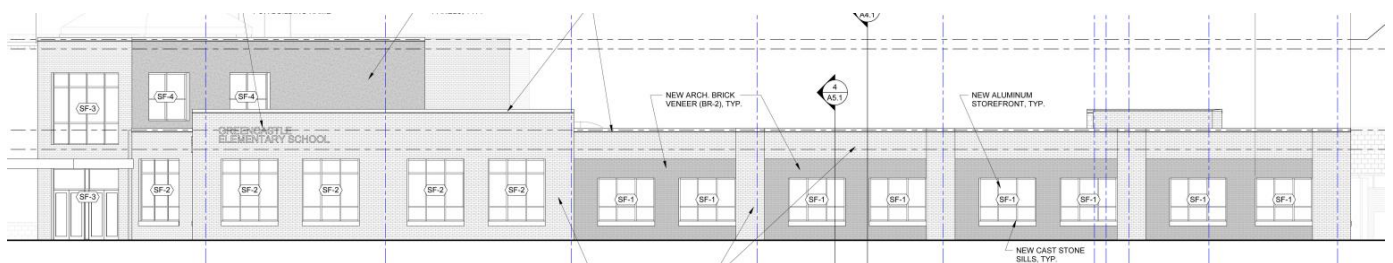 A4.1
SF-3
SF-4
SF-4
4
A5.1
NEW ARCH. BRICK
VENEER (BR-2), TYP.
NEW ALUMINUM
STOREFRONT, TYP.
GREENCASTLE
ELEMENTARY SCHOOL
SF-3
SF-2
SF-2
SF-2
SF-2
SF-2
SF-1
SF-1
SF-1
SF-1
SF-1
SF-1
SF-1
SF-1
NEW CAST STONE
SILLS, TYP.